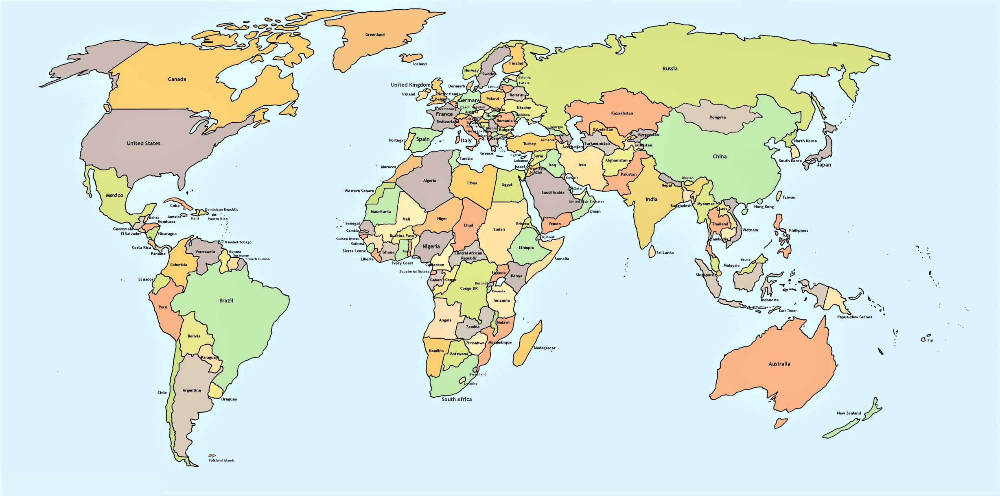 Greenland
Iceland
Canada
United States
Mexico
Cuba
Jamaica
Haiti
Dominican Republic
Puerto Rico
Belize
Honduras
Guatemala
El Salvador
Nicaragua
Costa Rica
Panama
Trinidad-Tobago
Venezuela
Guyana
Suriname
French Guiana
Colombia
Ecuador
Peru
Brazil
Bolivia
Paraguay
Chile
Argentina
Uruguay
Falkland Islands
Norway
Sweden
Finalnd
Estonia
Latvia
Lithuania
Denmark
United Kingdom
Ireland
Netherlands
Belgium
Germany
Poland
Belarus
Luxembourg
Czech Republic
Slovakia
Ukraine
France
Austria
Hungary
Moldova
Switzerland
Croatia
Slovenia
Romania
Bosnia and
Herzegovina
Serbia
Bulgaria
Albania
Macedonia
Portugal
Spain
Italy
Greece
Russia
Kazakhstan
Mongolia
Georgia
Armenia
Azerbaijan
Turkey
Uzbekistan
Turkmenistan
Kyrgyzstan
Tajikistan
Cyprus
Lebanon
Israel
Syria
West Bank
Jordan
Iraq
Iran
Kuwait
Qatar
Saudi Arabia
United Arab Emirates
Oman
Yemen
Afghanistan
Pakistan
India
Nepal
Bhutan
Bangladesh
Sri Lanka
China
North Korea
South Korea
Japan
Taiwan
Hong Kong
Myanmar
Laos
Thailand
Vietnam
Cambodia
Phillipines
Brunei
Malaysia
Singapore
Indonesia
East Timor
Papua-New Guinea
Morocco
Algeria
Tunisia
Libya
Egypt
Western Sahara
Mauritania
Mali
Niger
Chad
Sudan
Eritrea
Djibouti
Ethiopia
Somalia
Senegal
Gambia
Guinea Bissau
Guinea
Sierra Leone
Liberia
Burkina Faso
Ghana
Togo
Benin
Ivory Coast
Nigeria
Cameroon
Central African
Republic
Equatorial Guinea
Gabon
Congo
Congo DR
Uganda
Kenya
Burundi
Rwanda
Tanzania
Angola
Zambia
Malawi
Mozambique
Zimbabwe
Namibia
Botswana
Madagascar
Swaziland
Lesotho
South Africa
Australia
New Zealand
Fiji